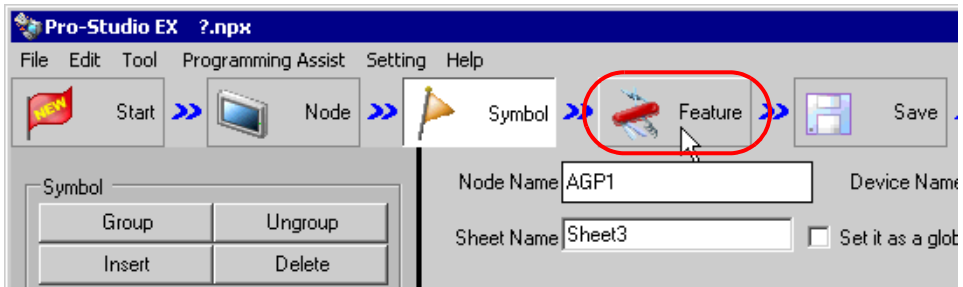 Pro-Studio EX ?.npx
File Edit Tool Programming Assist Setting Help
NEW Start Node Symbol Feature Save
Symbol
Node Name AGP1 Device Name
Group Ungroup
Sheet Name Sheet3 Set it as a glob
Insert Delete